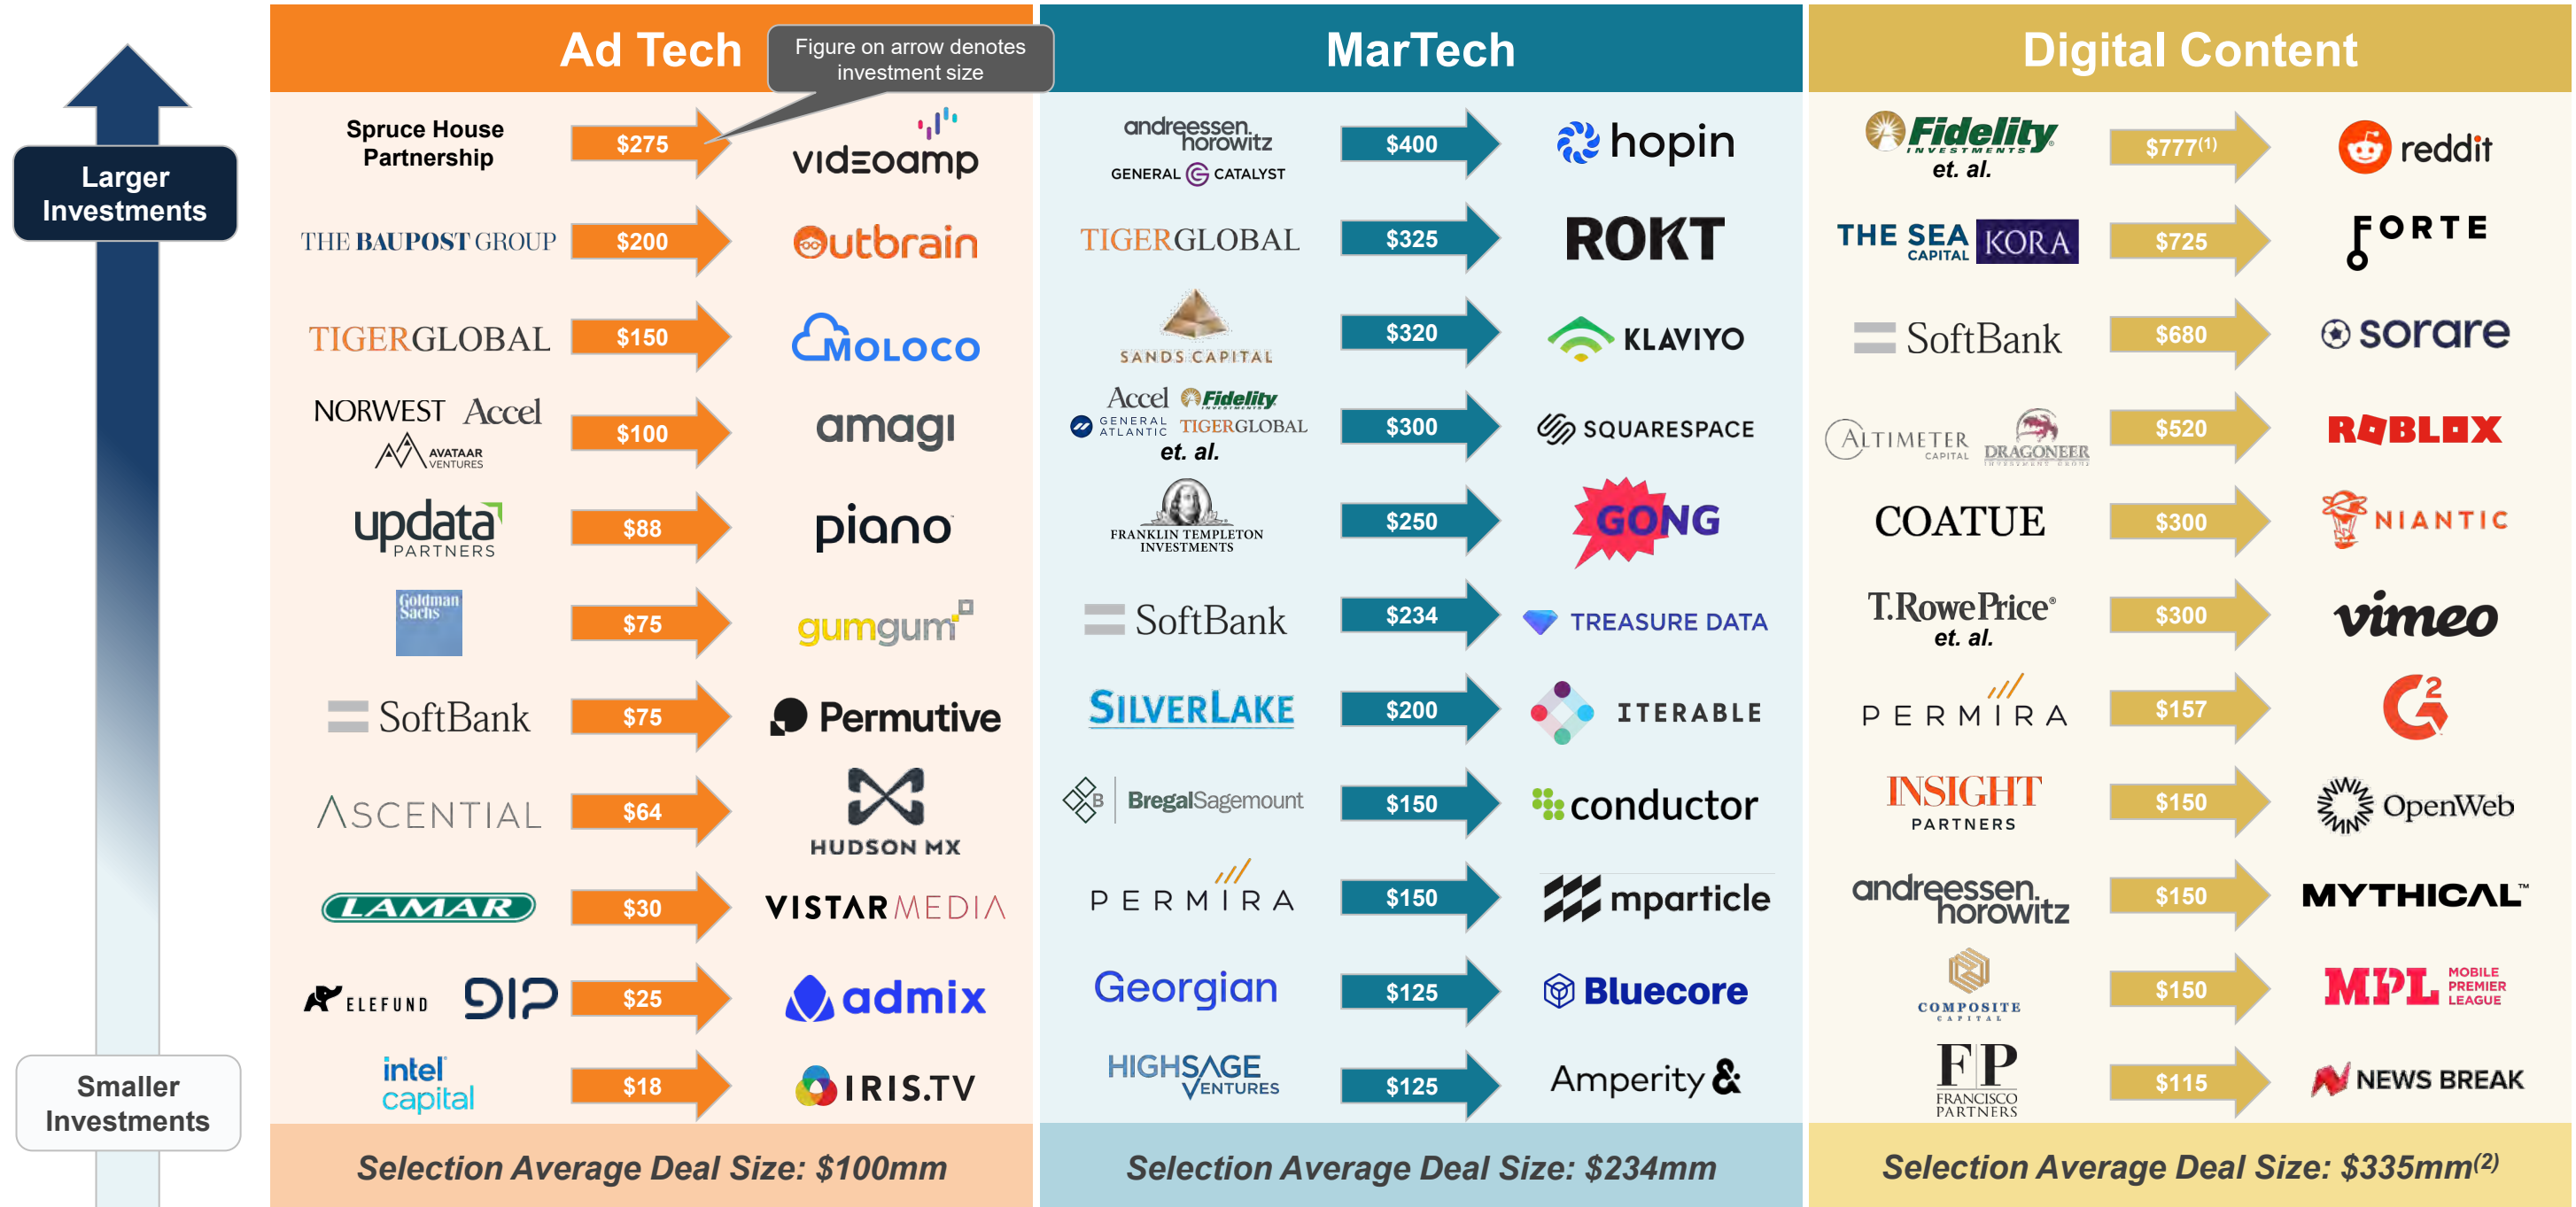 Ad Tech
Figure on arrow denotes
investment size
MarTech
Digital Content
Larger
Investments
Smaller
Investments
Spruce House
Partnership
$275
VIDEOAMP
THE BAUPOST GROUP
$200
Outbrain
TIGERGLOBAL
$150
MOLOCO
NORWEST Accel
AVATAAR
VENTURES
$100
amagi
updata
PARTNERS
$88
piano
Goldman
Sachs
$75
gumgum
SoftBank
$75
Permutive
ASCENTIAL
$64
HUDSON MX
LAMAR
$30
VISTAR MEDIA
ELEFUND
DIP
$25
admix
intel
capital
$18
IRIS.TV
Selection Average Deal Size: $100mm
andreessen.
horowitz
GENERAL CATALYST
$400
hopin
TIGERGLOBAL
$325
ROKT
SANDS CAPITAL
$320
KLAVIYO
Accel Fidelity
INVESTMENTS
GENERAL
ATLANTIC
TIGERGLOBAL
et. al.
$300
SQUARESPACE
FRANKLIN TEMPLETON
INVESTMENTS
$250
GONG
SoftBank
$234
TREASURE DATA
SILVERLAKE
$200
ITERABLE
B
BregalSagemount
$150
conductor
PERMIRA
$150
mparticle
Georgian
$125
Bluecore
HIGHSAGE
VENTURES
$125
Amperity &
Selection Average Deal Size: $234mm
Fidelity
INVESTMENTS
et. al.
$777(1)
reddit
THE SEA
CAPITAL
KORA
$725
FORTE
SoftBank
$680
sorare
ALTIMETER
CAPITAL
DRAGONEER
INVESTMENT GROUP
$520
ROBLOX
COATUE
$300
NIANTIC
T.RowePrice®
et. al.
$300
vimeo
PERMIRA
$157
G2
INSIGHT
PARTNERS
$150
OpenWeb
andreessen.
horowitz
$150
MYTHICAL™
COMPOSITE
CAPITAL
$150
MPL
MOBILE
PREMIER
LEAGUE
FP
FRANCISCO
PARTNERS
$115
NEWS BREAK
Selection Average Deal Size: $335mm(2)